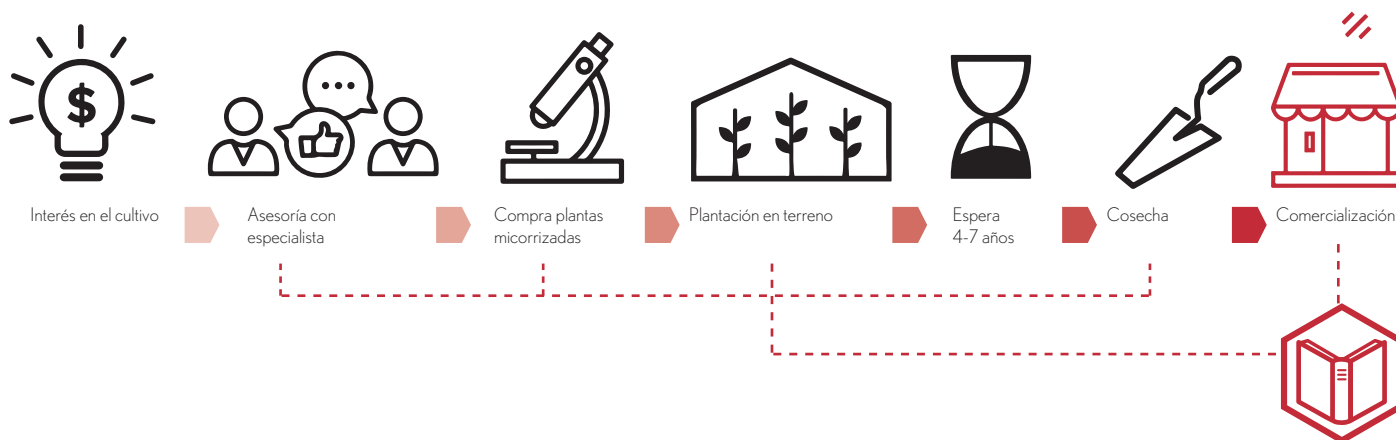 $
Interés en el cultivo
Asesoría con
especialista
Compra plantas
micorrizadas
Plantación en terreno
Espera
4-7 años
Cosecha
Comercialización